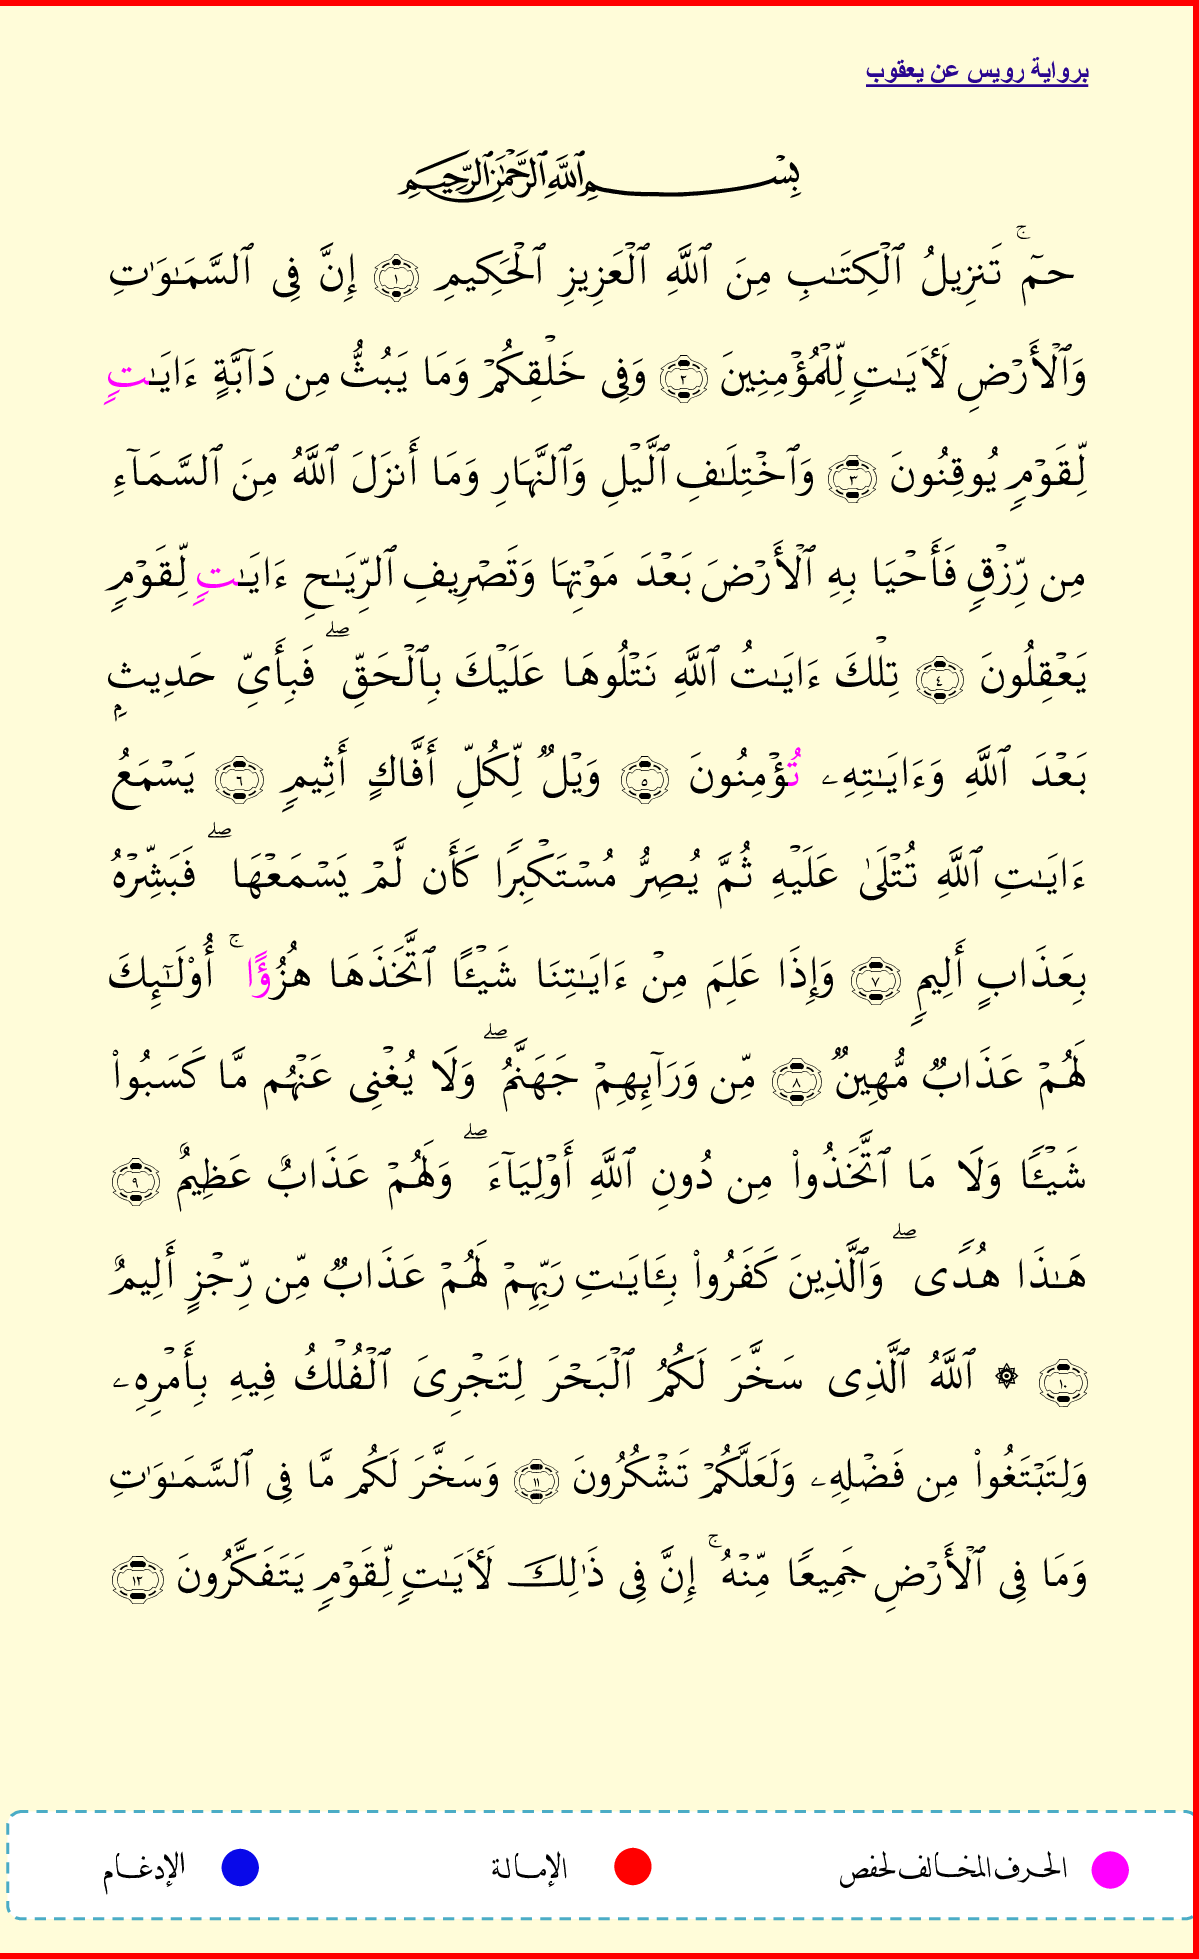 برواية رويس عن يعقوب
بِسْمِ ٱللَّهِ ٱلرَّحْمَٰنِ ٱلرَّحِيمِ
حمٓ ۚ تَنزِيلُ ٱلْكِتَـٰبِ مِنَ ٱللَّهِ ٱلْعَزِيزِ ٱلْحَكِيمِ ١ إِنَّ فِى ٱلسَّمَـٰوَٰتِ
وَٱلْأَرْضِ لَأَيَـٰتٍ لِّلْمُؤْمِنِينَ ٢ وَفِى خَلْقِكُمْ وَمَا يَبُثُّ مِن دَآبَّةٍ ءَايَـٰتٍ
لِّقَوْمٍ يُوقِنُونَ ٣ وَٱخْتِلَـٰفِ ٱلَّيْلِ وَٱلنَّهَارِ وَمَا أَنزَلَ ٱللَّهُ مِنَ ٱلسَّمَآءِ
مِن رِّزْقٍ فَأَحْيَا بِهِ ٱلْأَرْضَ بَعْدَ مَوْتِهَا وَتَصْرِيفِ ٱلرِّيَـٰحِ ءَايَـٰتٍ لِّقَوْمٍ
يَعْقِلُونَ ٤ تِلْكَ ءَايَـٰتُ ٱللَّهِ نَتْلُوهَا عَلَيْكَ بِٱلْحَقِّ ۖ فَبِأَىِّ حَدِيثٍۭ
بَعْدَ ٱللَّهِ وَءَايَـٰتِهِۦ تُؤْمِنُونَ ٥ وَيْلٌ لِّكُلِّ أَفَّاكٍ أَثِيمٍ ٦ يَسْمَعُ
ءَايَـٰتِ ٱللَّهِ تُتْلَىٰ عَلَيْهِ ثُمَّ يُصِرُّ مُسْتَكْبِرًا كَأَن لَّمْ يَسْمَعْهَا ۖ فَبَشِّرْهُ
بِعَذَابٍ أَلِيمٍ ٧ وَإِذَا عَلِمَ مِنْ ءَايَـٰتِنَا شَيْـًٔا ٱتَّخَذَهَا هُزُؤًا ۚ أُوْلَـٰٓئِكَ
لَهُمْ عَذَابٌ مُّهِينٌ ٨ مِّن وَرَآئِهِمْ جَهَنَّمُ ۖ وَلَا يُغْنِى عَنْهُم مَّا كَسَبُوا۟
شَيْـًٔا وَلَا مَا ٱتَّخَذُوا۟ مِن دُونِ ٱللَّهِ أَوْلِيَآءَ ۖ وَلَهُمْ عَذَابٌ عَظِيمٌ ٩
هَـٰذَا هُدًى ۖ وَٱلَّذِينَ كَفَرُوا۟ بِـَٔايَـٰتِ رَبِّهِمْ لَهُمْ عَذَابٌ مِّن رِّجْزٍ أَلِيمٌ
١٠ ۞ ٱللَّهُ ٱلَّذِى سَخَّرَ لَكُمُ ٱلْبَحْرَ لِتَجْرِىَ ٱلْفُلْكُ فِيهِ بِأَمْرِهِۦ
وَلِتَبْتَغُوا۟ مِن فَضْلِهِۦ وَلَعَلَّكُمْ تَشْكُرُونَ ١١ وَسَخَّرَ لَكُم مَّا فِى ٱلسَّمَـٰوَٰتِ
وَمَا فِى ٱلْأَرْضِ جَمِيعًا مِّنْهُ ۚ إِنَّ فِى ذَٰلِكَ لَأَيَـٰتٍ لِّقَوْمٍ يَتَفَكَّرُونَ ١٢
الحرف المخالف لحفص الإمالة الإدغام